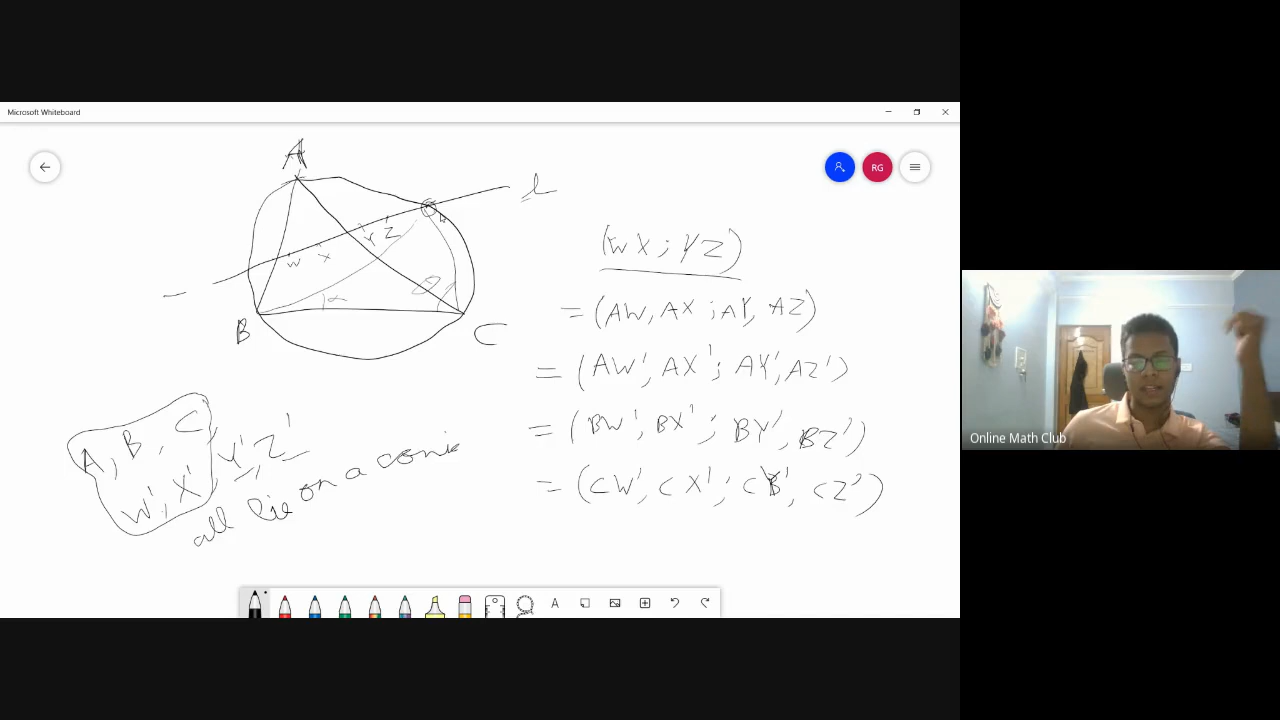 Microsoft Whiteboard
RG
A
l
W X Y Z
B
C
(WX; YZ)
= (AW, AX; AY, AZ)
= (AW', AX'; AY', AZ')
= (BW', BX'; BY', BZ')
= (CW', CX'; CY', CZ')
A, B, C
W', X', Y', Z'
all lie on a conic
Online Math Club
A